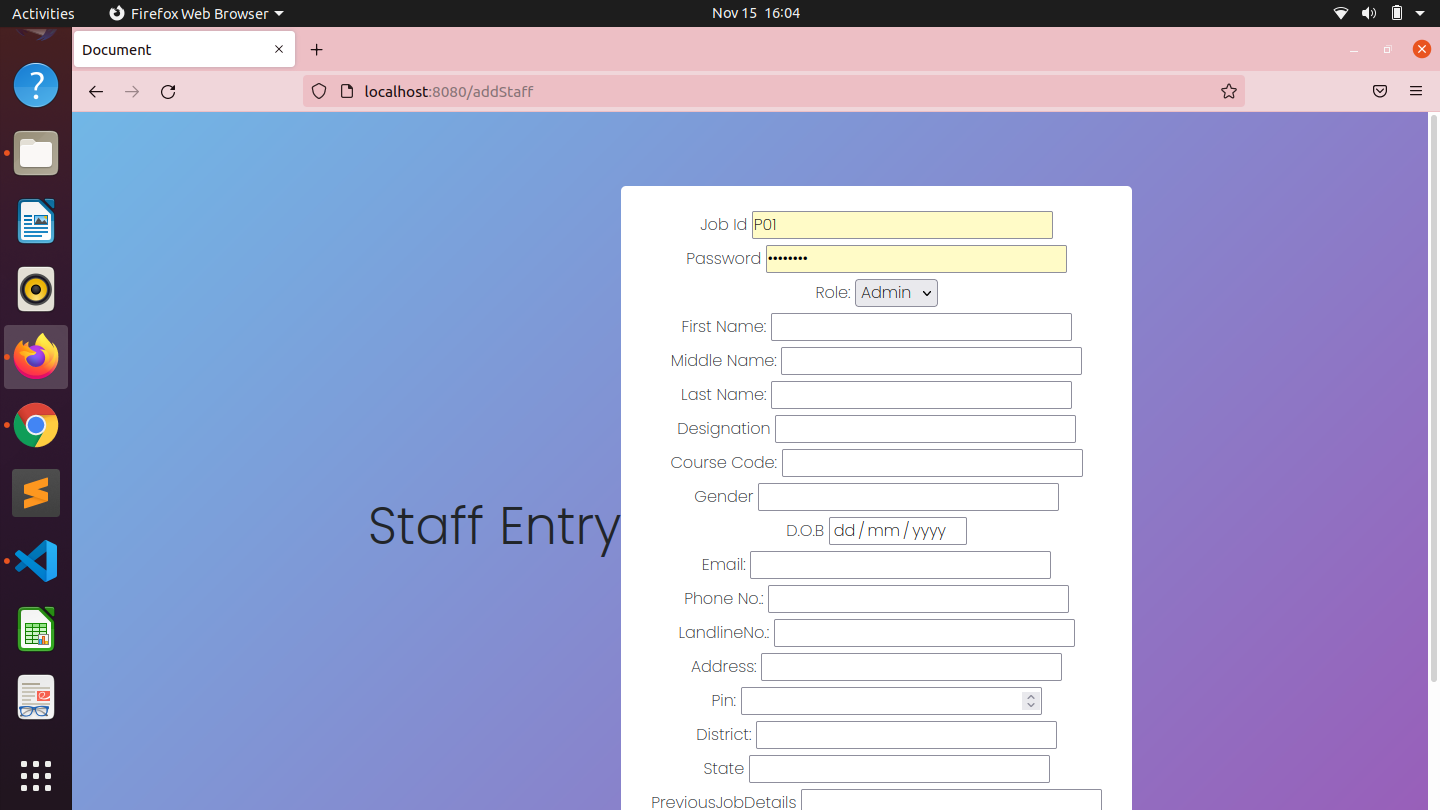 Activities Firefox Web Browser Nov 15 16:04
Document
localhost:8080/addStaff
Job Id P01
Password ••••••••
Role: Admin
First Name:
Middle Name:
Last Name:
Designation
Course Code:
Gender
Staff Entry
D.O.B dd/mm/yyyy
Email:
Phone No.:
LandlineNo.:
Address:
Pin:
District:
State
PreviousJobDetails